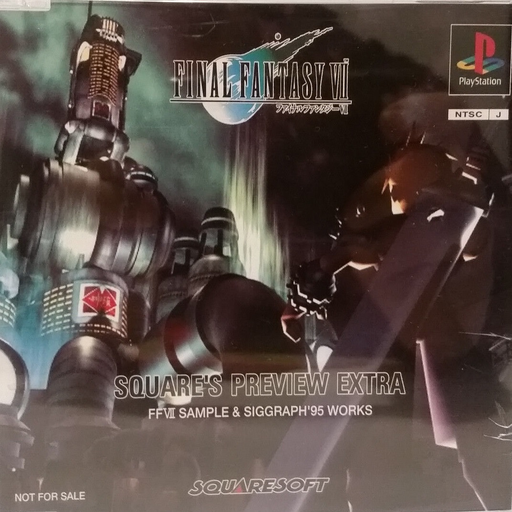 FINAL FANTASY VII
ファイナルファンタジーVII
PlayStation
NTSC J
SQUARE'S PREVIEW EXTRA
FFVII SAMPLE & SIGGRAPH'95 WORKS
NOT FOR SALE
SQUARESOFT